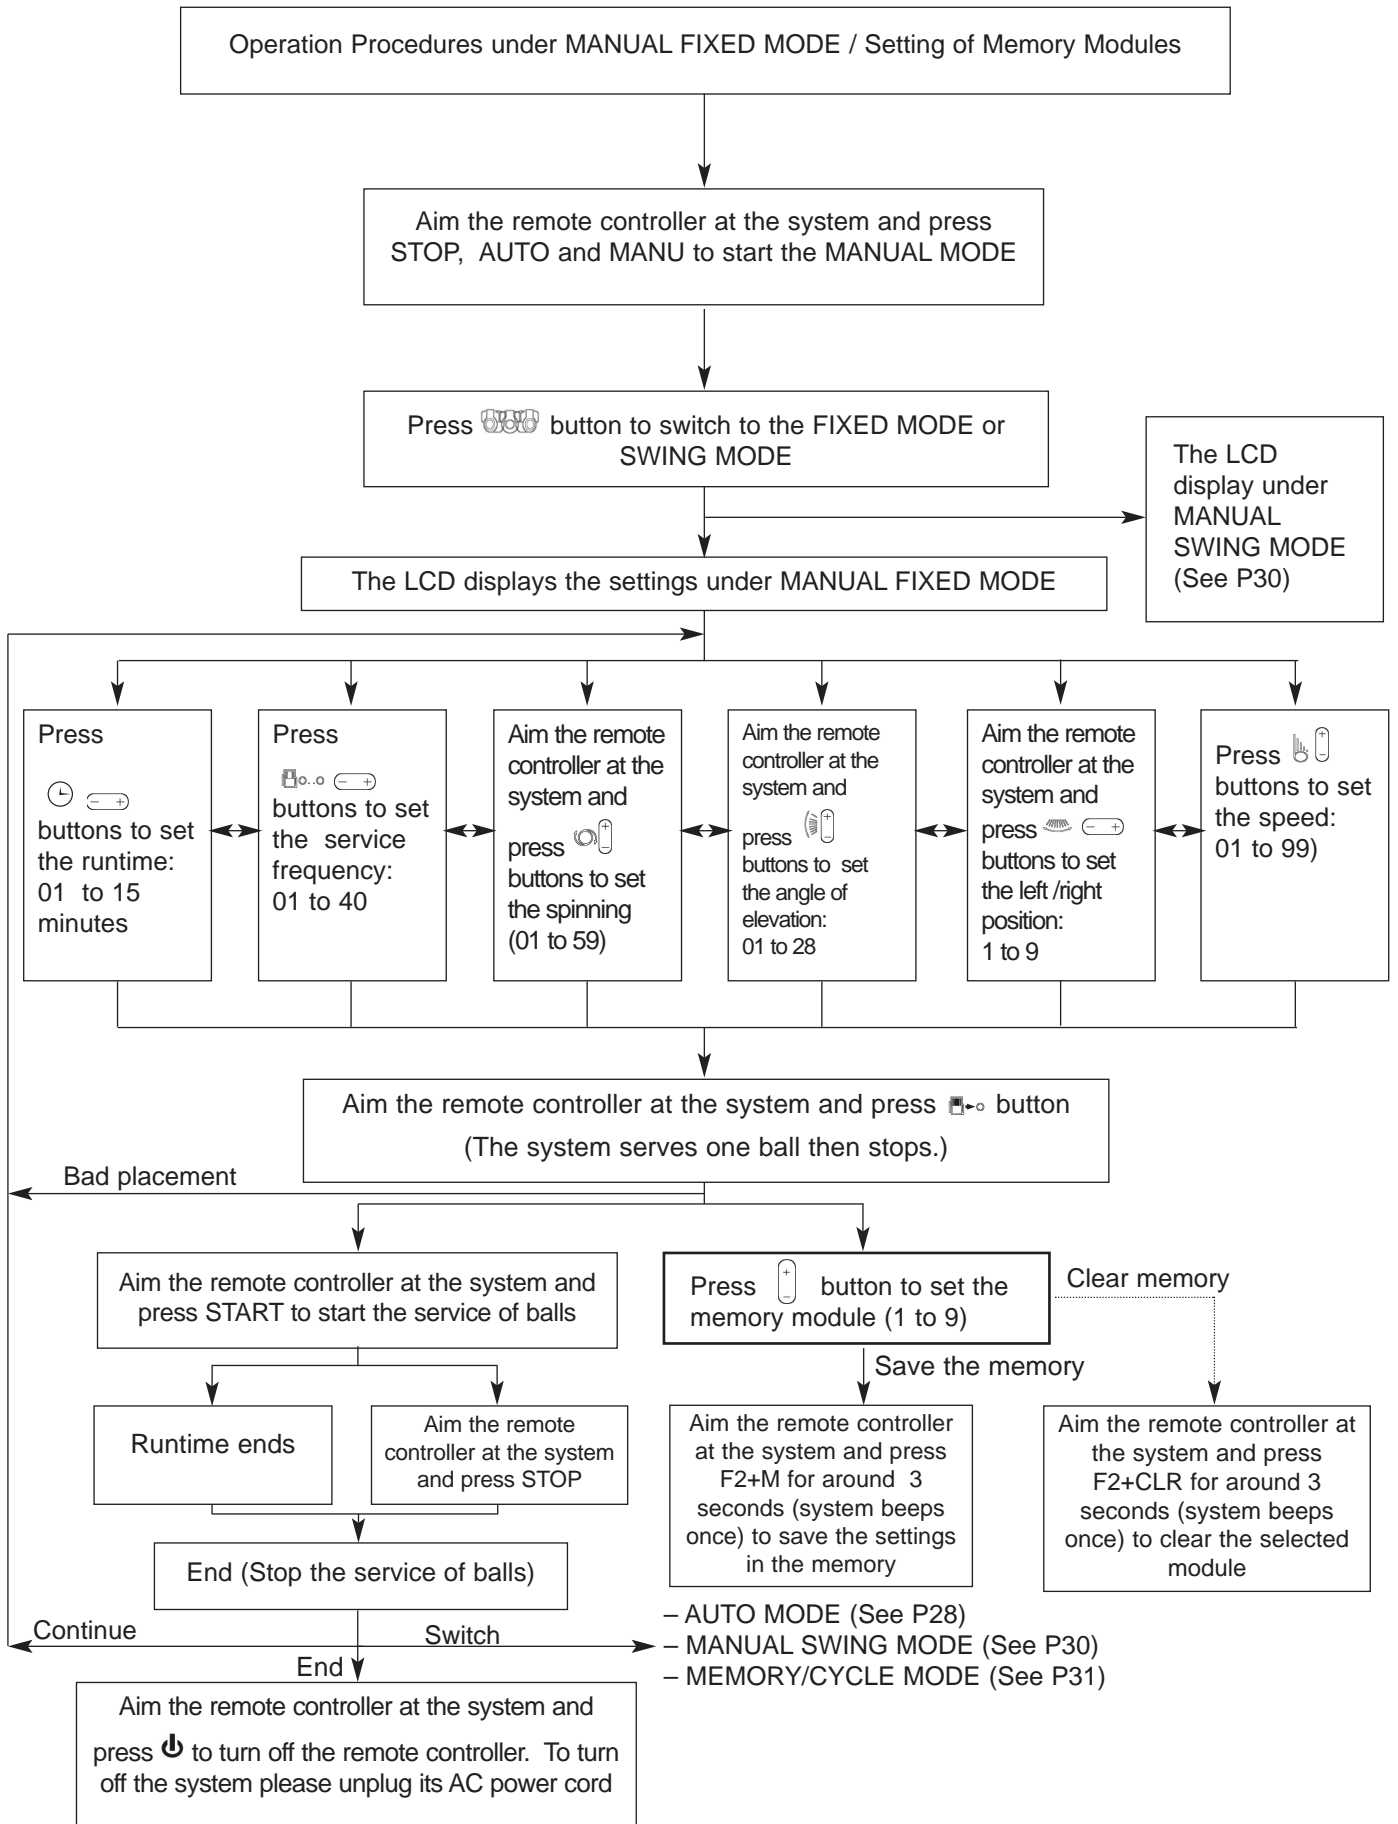 Operation Procedures under MANUAL FIXED MODE / Setting of Memory Modules
Aim the remote controller at the system and press
STOP, AUTO and MANU to start the MANUAL MODE
Press button to switch to the FIXED MODE or
SWING MODE
The LCD
display under
MANUAL
SWING MODE
(See P30)
The LCD displays the settings under MANUAL FIXED MODE
Press
- +
buttons to set
the runtime:
01 to 15
minutes
Press
- +
buttons to set
the service
frequency:
01 to 40
Aim the remote
controller at the
system and
press + -
buttons to set
the spinning
(01 to 59)
Aim the remote
controller at the
system and
press + -
buttons to set
the angle of
elevation:
01 to 28
Aim the remote
controller at the
system and
press - +
buttons to set
the left /right
position:
1 to 9
Press + -
buttons to set
the speed:
01 to 99)
Aim the remote controller at the system and press button
(The system serves one ball then stops.)
Bad placement
Aim the remote controller at the system and
press START to start the service of balls
Press + - button to set the
memory module (1 to 9)
Clear memory
Save the memory
Runtime ends
Aim the remote
controller at the system
and press STOP
Aim the remote controller
at the system and press
F2+M for around 3
seconds (system beeps
once) to save the settings
in the memory
Aim the remote controller at
the system and press
F2+CLR for around 3
seconds (system beeps
once) to clear the selected
module
End (Stop the service of balls)
Continue
Switch
– AUTO MODE (See P28)
– MANUAL SWING MODE (See P30)
– MEMORY/CYCLE MODE (See P31)
End
Aim the remote controller at the system and
press to turn off the remote controller. To turn
off the system please unplug its AC power cord